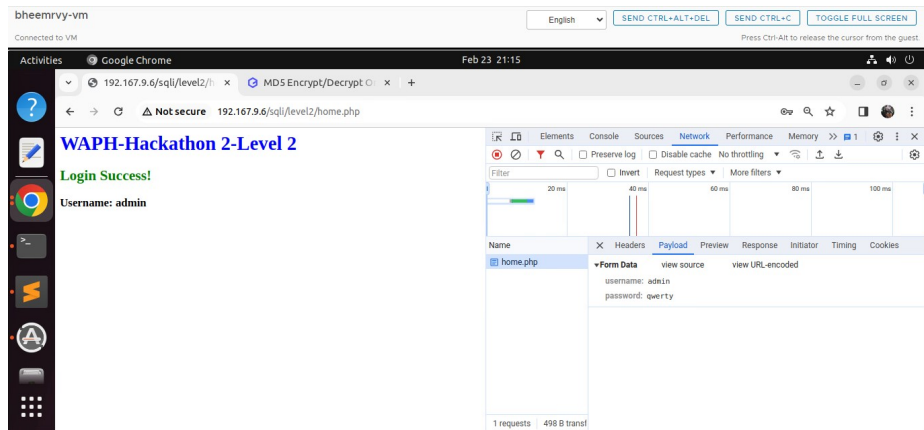 bheemrvy-vm
English
SEND CTRL+ALT+DEL
SEND CTRL+C
TOGGLE FULL SCREEN
Connected to VM
Press Ctrl-Alt to release the cursor from the guest.
Activities
Google Chrome
Feb 23 21:15
192.167.9.6/sqli/level2/h
MD5 Encrypt/Decrypt
Not secure
192.167.9.6/sqli/level2/home.php
WAPH-Hackathon 2-Level 2
Login Success!
Username: admin
Elements Console Sources Network Performance Memory
1
Preserve log
Disable cache No throttling
Filter
Invert
Request types
More filters
20 ms 40 ms 60 ms 80 ms 100 ms
Name
Headers Payload Preview Response Initiator Timing Cookies
home.php
Form Data view source view URL-encoded
username: admin
password: qwerty
1 requests 498 B transf